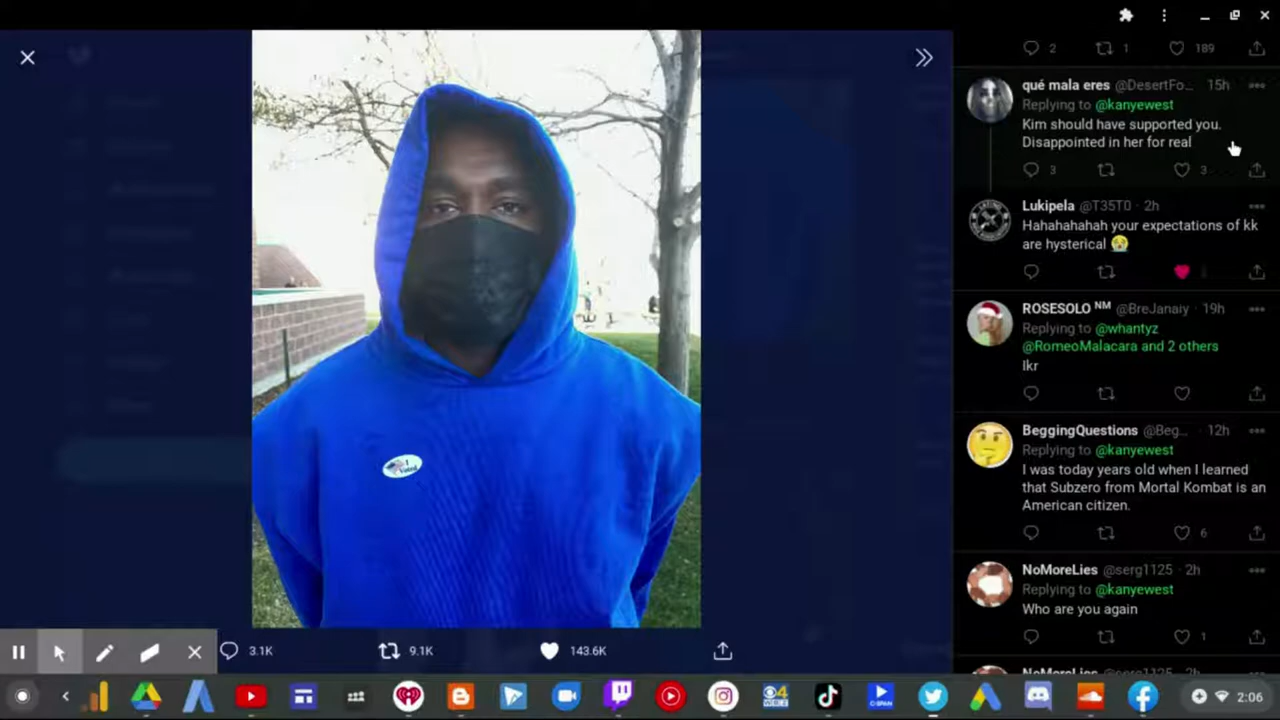 2 1 189
qué mala eres @DesertFo... 15h
Replying to @kanyewest
Kim should have supported you.
Disappointed in her for real
3 3
Lukipela @T35T0 · 2h
Hahahahahah your expectations of kk
are hysterical 😭
ROSESOLO ᴺᴹ @BreJanaiy · 19h
Replying to @whantyz
@RomeoMalacara and 2 others
Ikr
BeggingQuestions @Beg... · 12h
Replying to @kanyewest
I was today years old when I learned
that Subzero from Mortal Kombat is an
American citizen.
6
NoMoreLies @serg1125 · 2h
Replying to @kanyewest
Who are you again
1
NoMoreLies @serg1125 · 2h
I Voted
3.1K 9.1K 143.6K
2:06